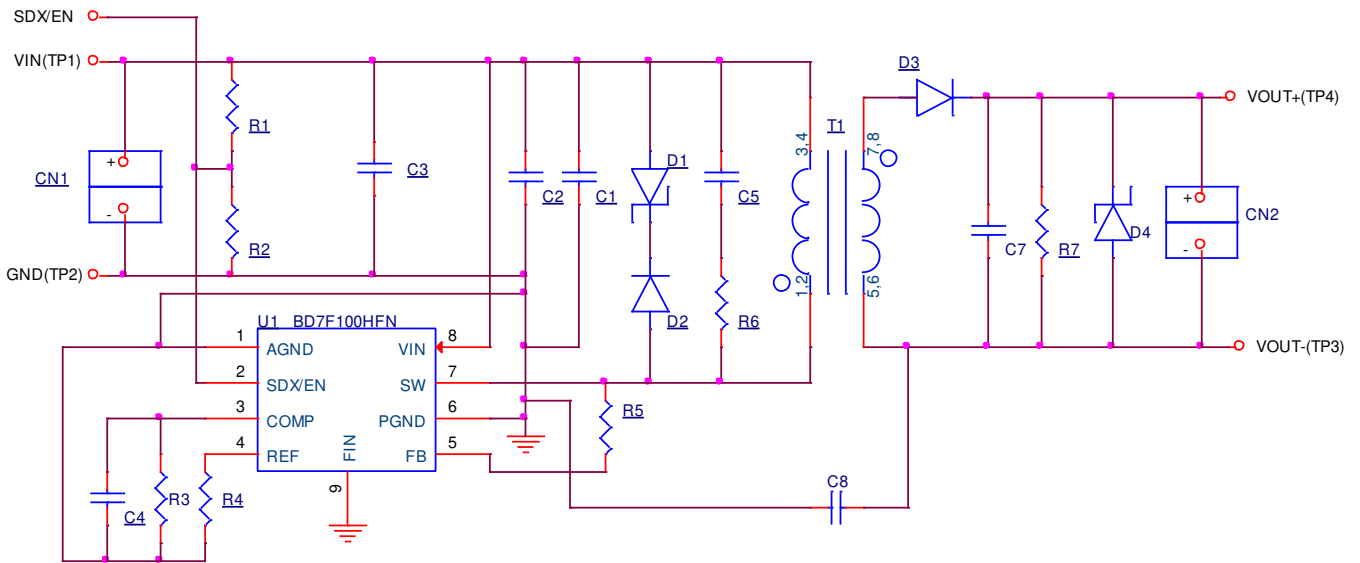 SDX/EN
VIN(TP1)
D3
VOUT+(TP4)
R1
T1
3,4
7,8
CN1
+
-
C3
C2
C1
D1
C5
CN2
+
-
R2
D4
C7
R7
GND(TP2)
1,2
5,6
U1 BD7F100HFN
D2
R6
1 AGND
VIN 8
VOUT-(TP3)
2 SDX/EN
SW 7
3 COMP
PGND 6
R5
4 REF
FIN
FB 5
9
C4
R3
R4
C8